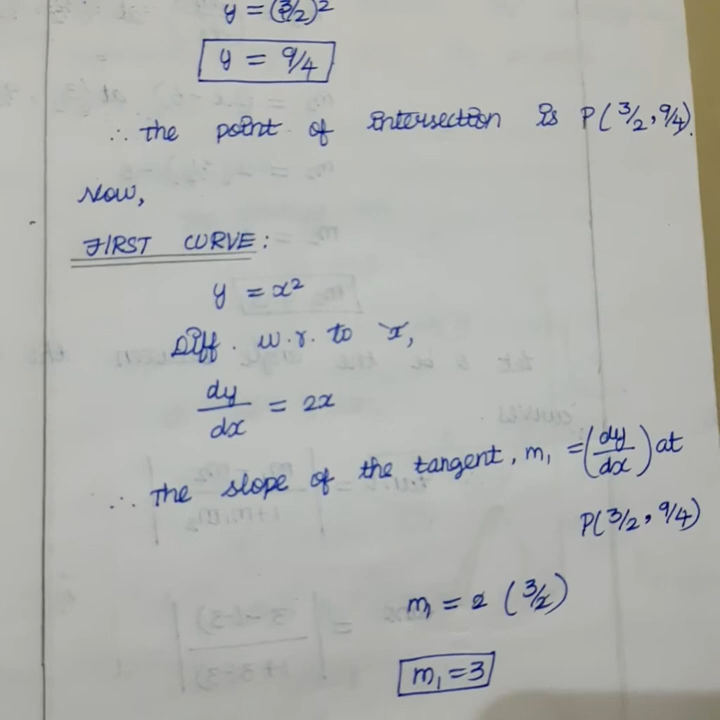 y = (3/2)²
y = 9/4
∴ the point of intersection is P(3/2, 9/4).
Now,
FIRST CURVE:
y = x²
Diff. w.r. to x,
dy/dx = 2x
∴ The slope of the tangent, m₁ = (dy/dx) at
P(3/2, 9/4)
m₁ = 2 (3/2)
m₁ = 3